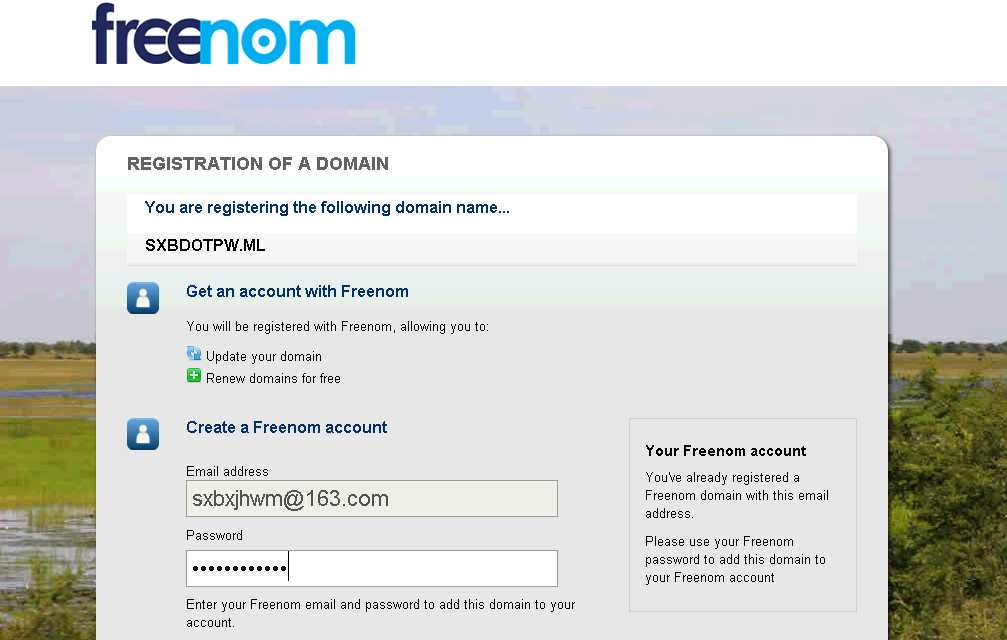 freenom
REGISTRATION OF A DOMAIN
You are registering the following domain name...
SXBDOTPW.ML
Get an account with Freenom
You will be registered with Freenom, allowing you to:
Update your domain
Renew domains for free
Create a Freenom account
Email address
sxbxjhwm@163.com
Password
••••••••••••
Enter your Freenom email and password to add this domain to your
account.
Your Freenom account
You've already registered a
Freenom domain with this email
address.
Please use your Freenom
password to add this domain to
your Freenom account